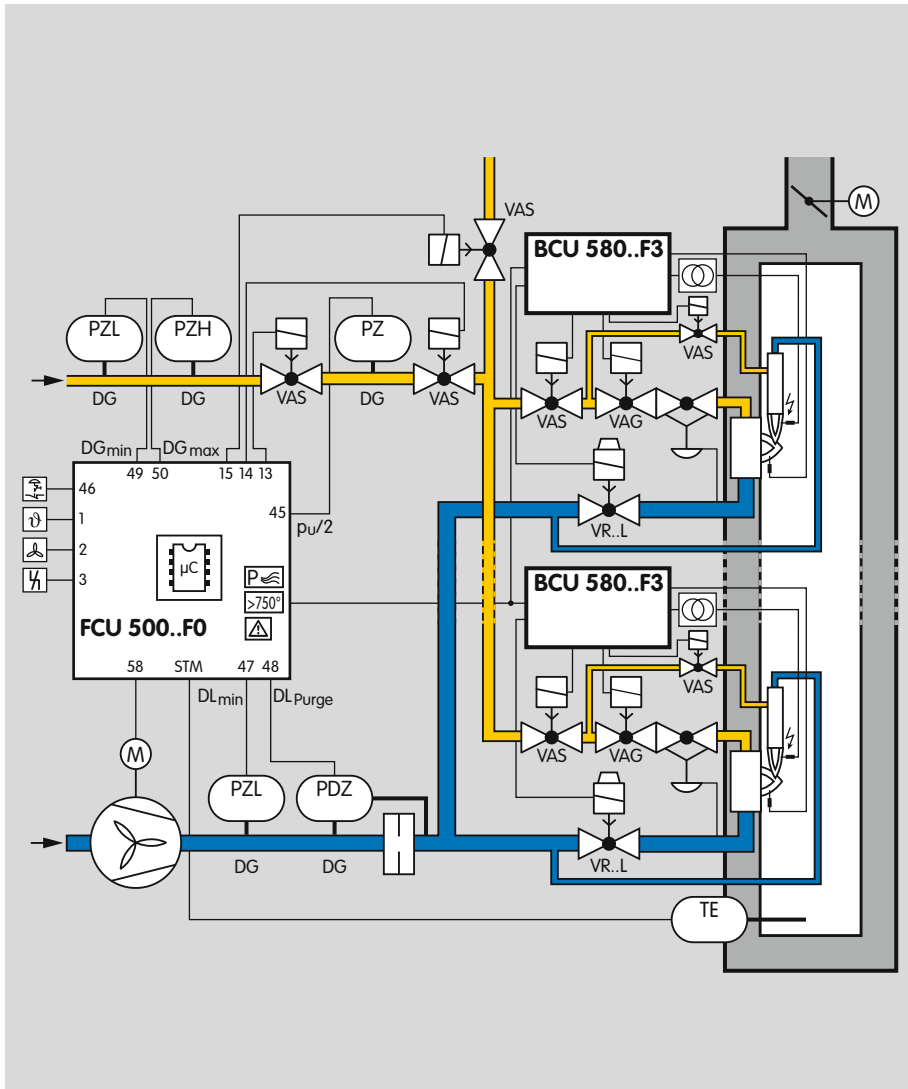 VAS
M
BCU 580..F3
PZL
PZH
PZ
VAS
DG
DG
VAS
DG
VAS
VAS
VAG
DGmin
DGmax
49 50
15 14 13
46
45
pu/2
1
2
3
µC
P
>750°
FCU 500..F0
VR..L
BCU 580..F3
58
STM
47 48
DLmin
DLPurge
VAS
VAS
VAG
M
PZL
PDZ
DG
DG
VR..L
TE